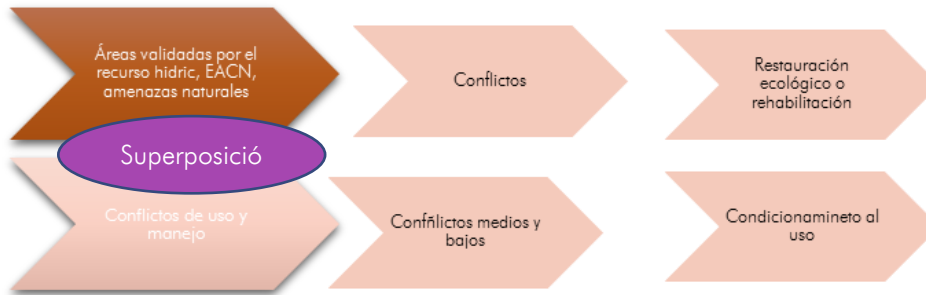 Áreas validadas por el
recurso hidric, EACN,
amenazas naturales
Conflictos
Restauración
ecológico o
rehabilitación
Superposició
Conflictos de uso y
manejo
Confñlictos medios y
bajos
Condicionamineto al
uso